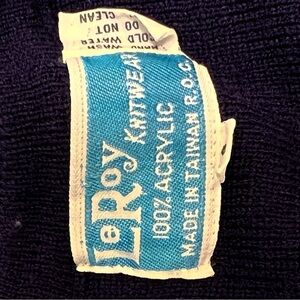 LeRoy
KNITWEAR
100% ACRYLIC
MADE IN TAIWAN R.O.C.
HAND WASH
COLD WATER
DO NOT
CLEAN